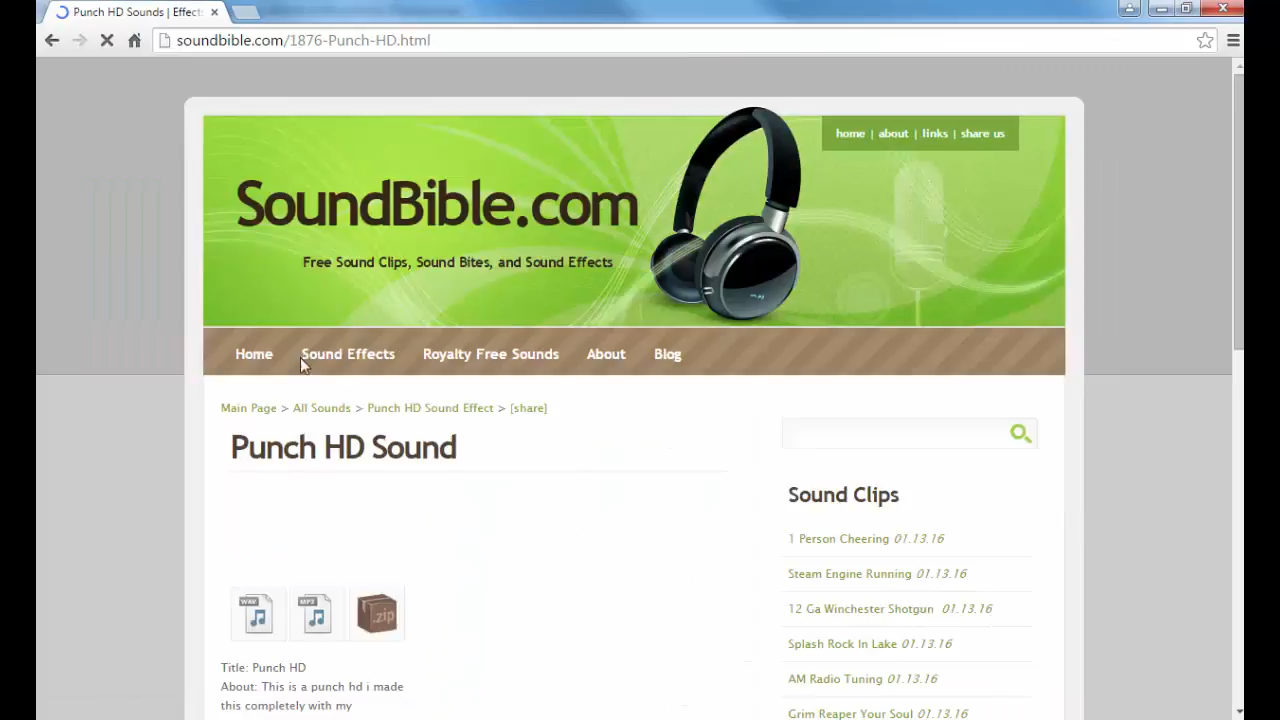 Punch HD Sounds | Effect
soundbible.com/1876-Punch-HD.html
home | about | links | share us
SoundBible.com
Free Sound Clips, Sound Bites, and Sound Effects
Home Sound Effects Royalty Free Sounds About Blog
Main Page > All Sounds > Punch HD Sound Effect > [share]
Punch HD Sound
Sound Clips
1 Person Cheering 01.13.16
Steam Engine Running 01.13.16
12 Ga Winchester Shotgun 01.13.16
Splash Rock In Lake 01.13.16
AM Radio Tuning 01.13.16
Grim Reaper Your Soul 01.13.16
WAV MP3 .zip
Title: Punch HD
About: This is a punch hd i made
this completely with my